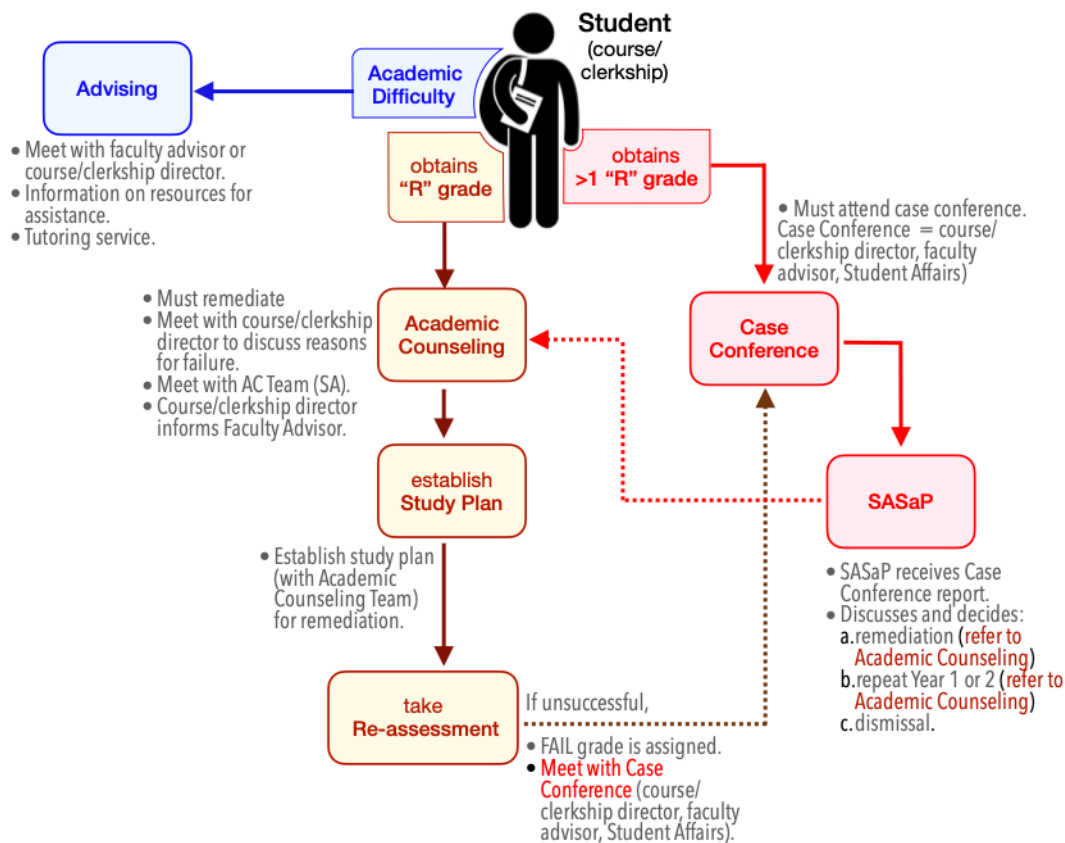 Student
(course/
clerkship)
Academic
Difficulty
Advising
• Meet with faculty advisor or
course/clerkship director.
• Information on resources for
assistance.
• Tutoring service.
obtains
“R” grade
obtains
>1 “R” grade
• Must attend case conference.
Case Conference = course/
clerkship director, faculty
advisor, Student Affairs)
• Must remediate
• Meet with course/clerkship
director to discuss reasons
for failure.
• Meet with AC Team (SA).
• Course/clerkship director
informs Faculty Advisor.
Academic
Counseling
Case
Conference
establish
Study Plan
SASaP
• Establish study plan
(with Academic
Counseling Team)
for remediation.
• SASaP receives Case
Conference report.
• Discusses and decides:
a. remediation (refer to
Academic Counseling)
b. repeat Year 1 or 2 (refer to
Academic Counseling)
c. dismissal.
take
Re-assessment
If unsuccessful,
• FAIL grade is assigned.
• Meet with Case
Conference (course/
clerkship director, faculty
advisor, Student Affairs).